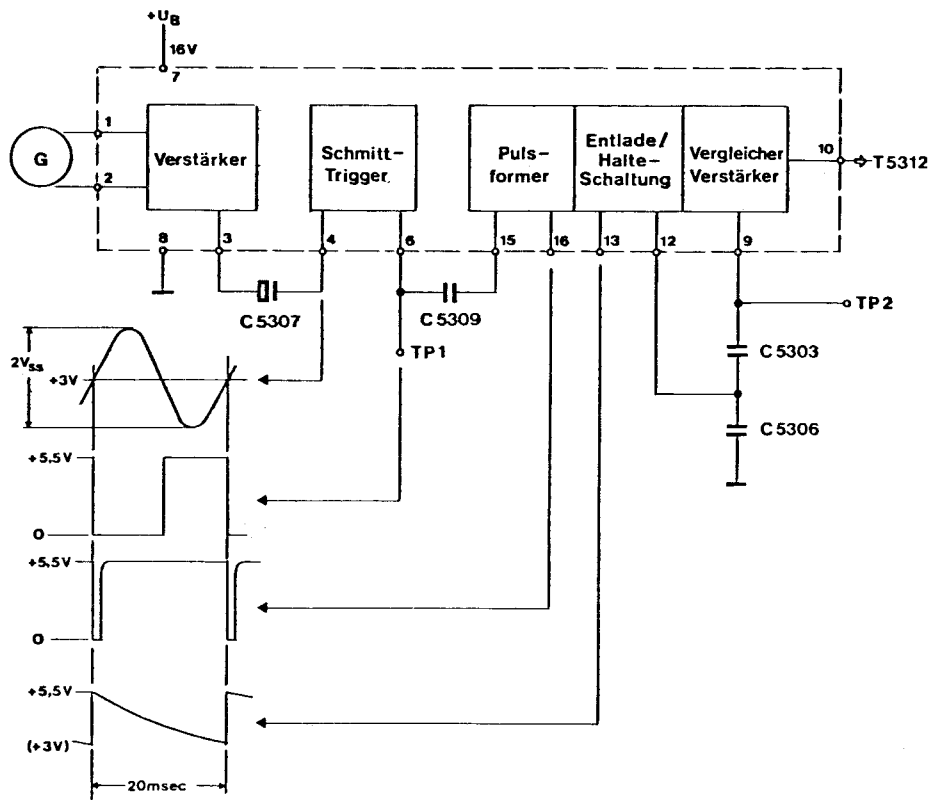 +U_B
16V
7
1
G
2
Verstärker
Schmitt-
Trigger
Puls-
former
Entlade/
Halte-
Schaltung
Vergleicher
Verstärker
10
T5312
8
3
4
6
15
16
13
12
9
C5307
C5309
TP1
TP2
C5303
C5306
2V_SS
+3V
+5,5V
0
+5,5V
0
+5,5V
(+3V)
20msec